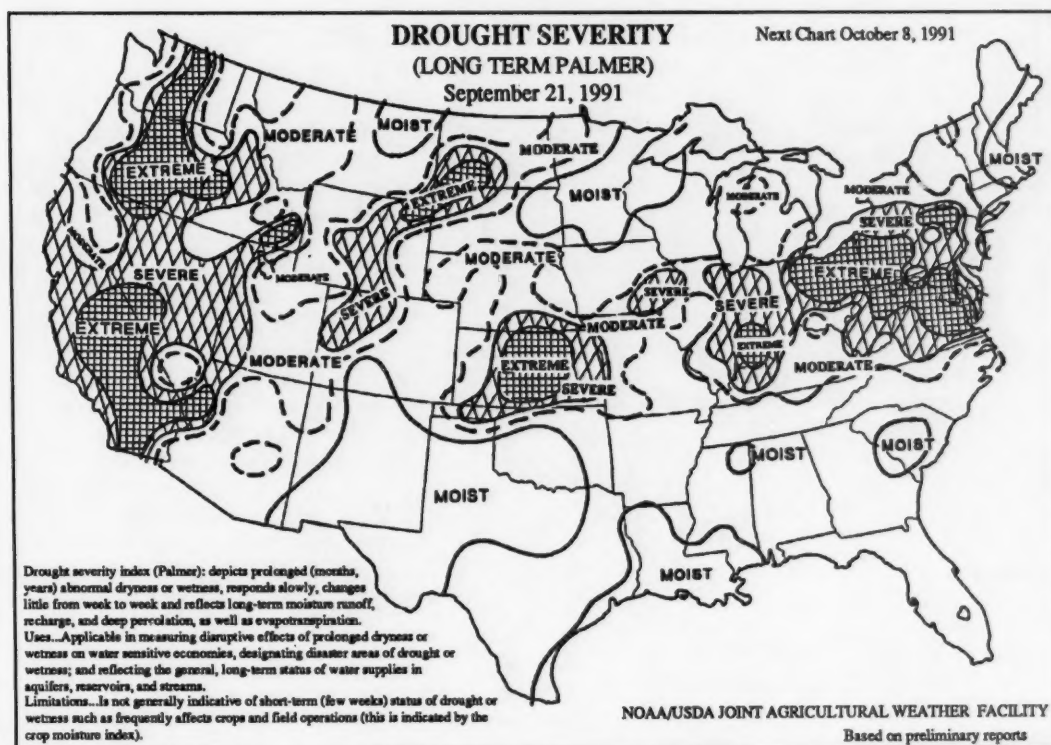 DROUGHT SEVERITY
(LONG TERM PALMER)
September 21, 1991
Next Chart October 8, 1991
EXTREME
MODERATE
MOIST
EXTREME
MODERATE
MOIST
MODERATE
MODERATE
MOIST
MODERATE
SEVERE
MODERATE
SEVERE
EXTREME
MODERATE
SEVERE
EXTREME
SEVERE
MODERATE
SEVERE
EXTREME
MODERATE
EXTREME
SEVERE
MODERATE
MOIST
MOIST
MOIST
MOIST
Drought severity index (Palmer): depicts prolonged (months,
years) abnormal dryness or wetness, responds slowly, changes
little from week to week and reflects long-term moisture runoff,
recharge, and deep percolation, as well as evapotranspiration.
Uses...Applicable in measuring disruptive effects of prolonged dryness or
wetness on water sensitive economies, designating disaster areas of drought or
wetness; and reflecting the general, long-term status of water supplies in
aquifers, reservoirs, and streams.
Limitations...Is not generally indicative of short-term (few weeks) status of drought or
wetness such as frequently affects crops and field operations (this is indicated by the
crop moisture index).
NOAA/USDA JOINT AGRICULTURAL WEATHER FACILITY
Based on preliminary reports